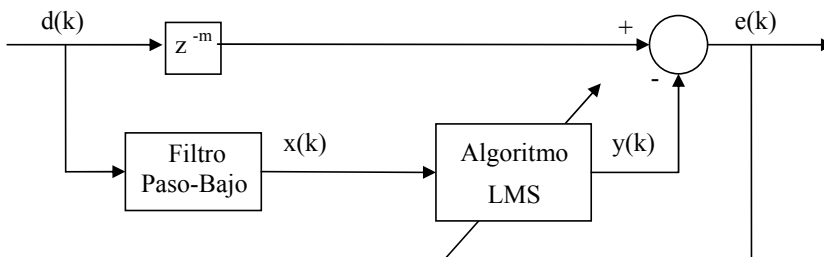 d(k)
z -m
+
e(k)
-
Filtro
Paso-Bajo
x(k)
Algoritmo
LMS
y(k)